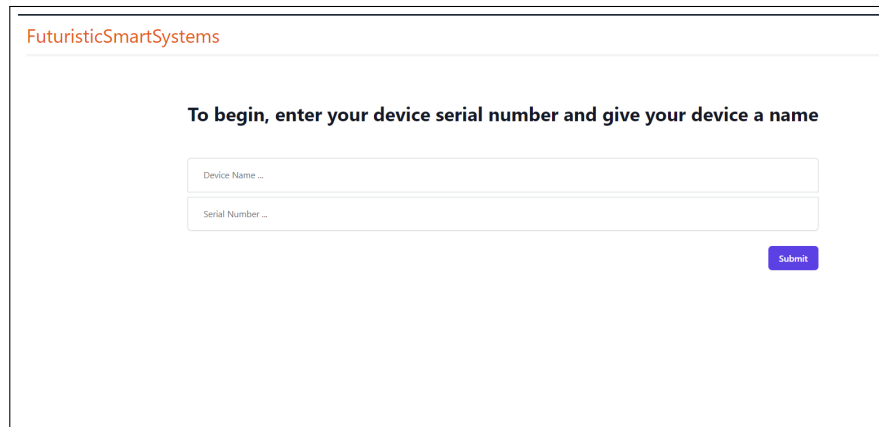 FuturisticSmartSystems
To begin, enter your device serial number and give your device a name
Device Name ...
Serial Number ...
Submit